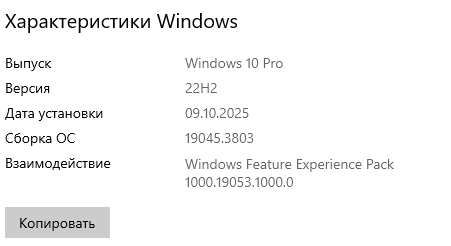 Характеристики Windows
Выпуск Windows 10 Pro
Версия 22H2
Дата установки 09.10.2025
Сборка ОС 19045.3803
Взаимодействие Windows Feature Experience Pack
1000.19053.1000.0
Копировать